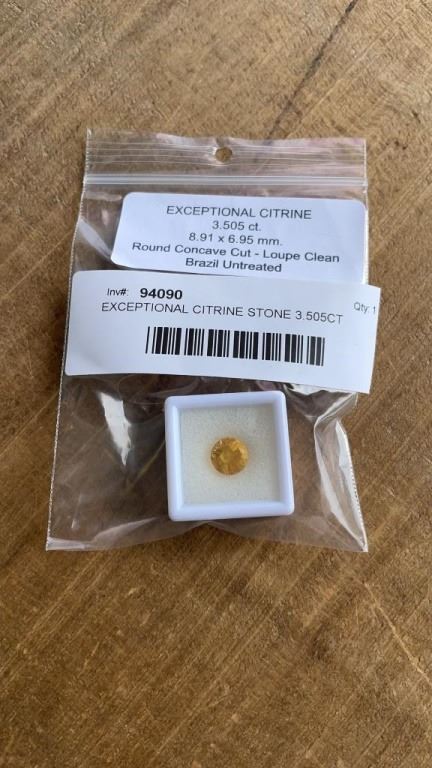 EXCEPTIONAL CITRINE
3.505 ct.
8.91 x 6.95 mm.
Round Concave Cut - Loupe Clean
Brazil Untreated
Inv#: 94090 Qty: 1
EXCEPTIONAL CITRINE STONE 3.505CT